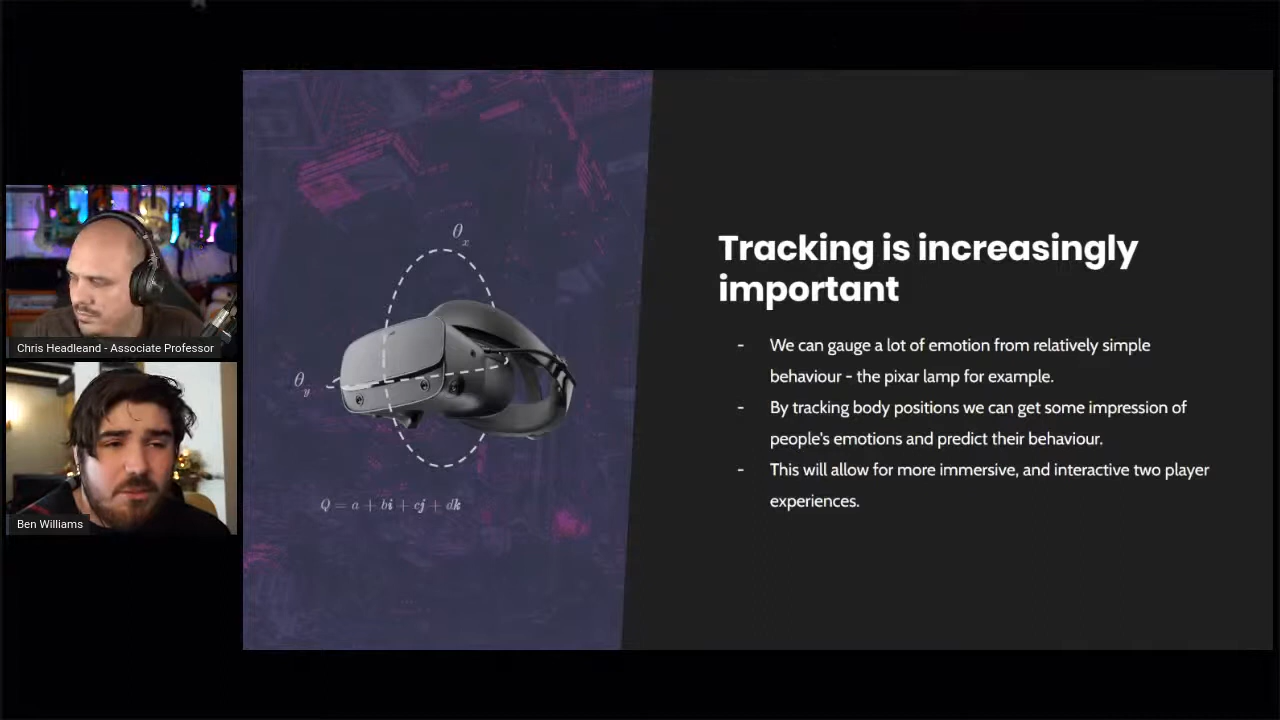 Chris Headleand - Associate Professor
Ben Williams
θx
θy
Q = a + bi + cj + dk
Tracking is increasingly
important
- We can gauge a lot of emotion from relatively simple
behaviour - the pixar lamp for example.
- By tracking body positions we can get some impression of
people's emotions and predict their behaviour.
- This will allow for more immersive, and interactive two player
experiences.